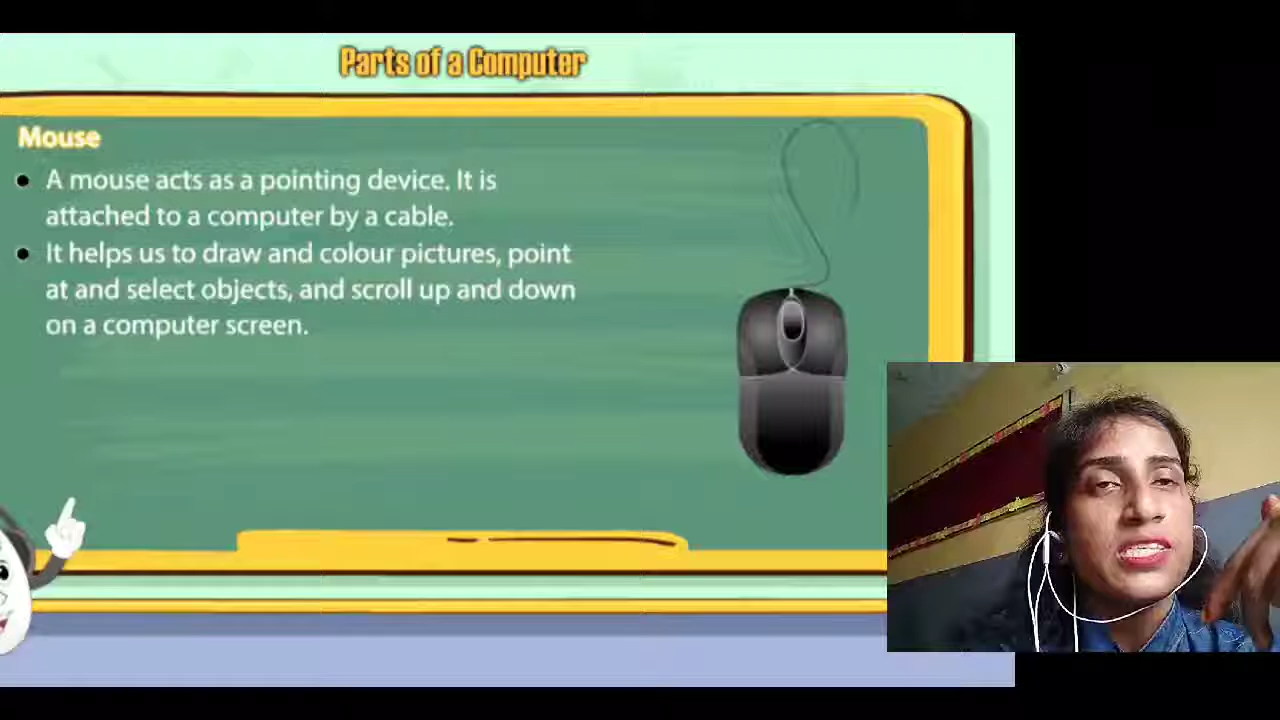 Parts of a Computer
Mouse
A mouse acts as a pointing device. It is
attached to a computer by a cable.
It helps us to draw and colour pictures, point
at and select objects, and scroll up and down
on a computer screen.